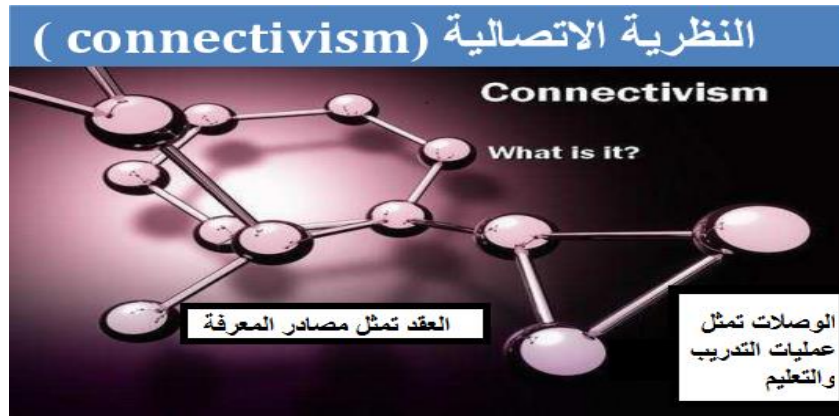 النظرية الاتصالية (connectivism )
Connectivism
What is it?
العقد تمثل مصادر المعرفة
الوصلات تمثل
عمليات التدريب
والتعليم